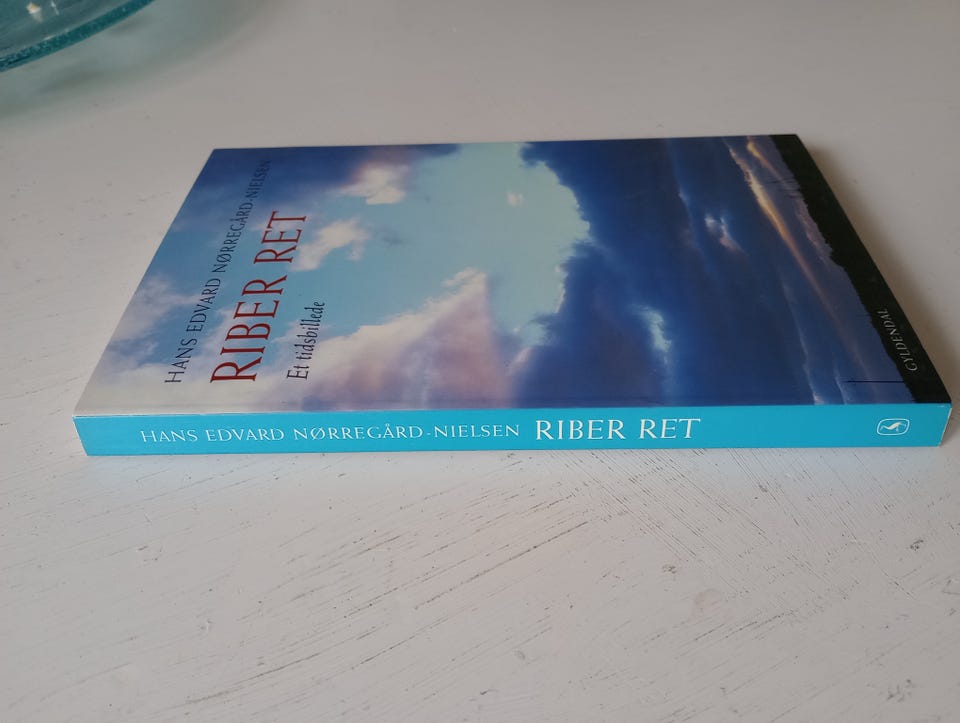 HANS EDVARD NØRREGÅRD-NIELSEN
RIBER RET
Et tidsbillede
GYLDENDAL
HANS EDVARD NØRREGÅRD-NIELSEN RIBER RET